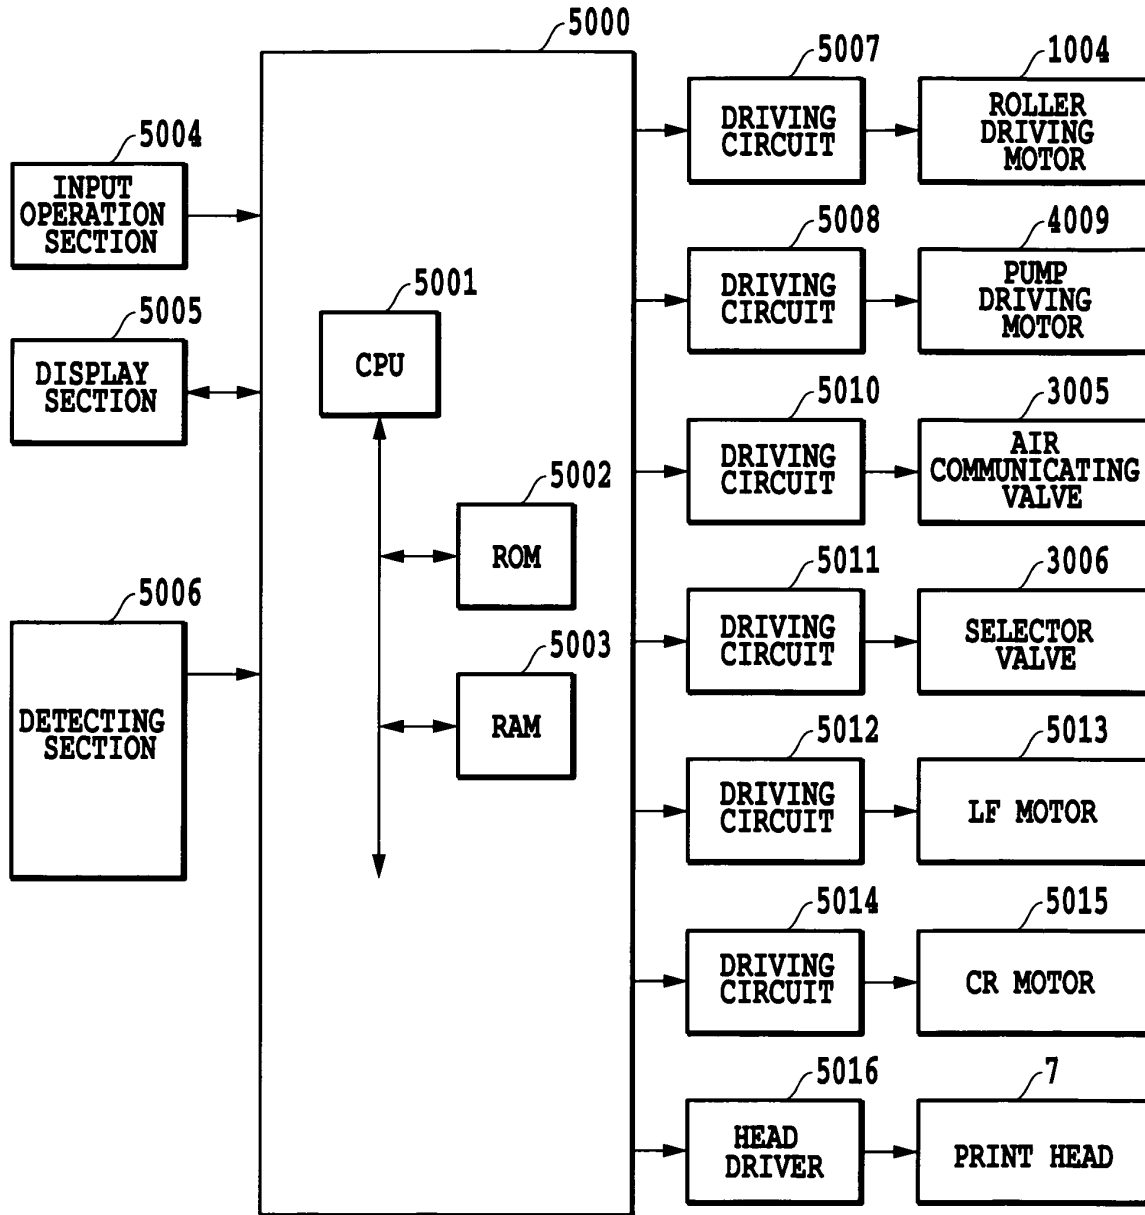 5000
5007
1004
DRIVING
CIRCUIT
ROLLER
DRIVING
MOTOR
5004
INPUT
OPERATION
SECTION
5008
4009
DRIVING
CIRCUIT
PUMP
DRIVING
MOTOR
5001
CPU
5005
DISPLAY
SECTION
5010
3005
DRIVING
CIRCUIT
AIR
COMMUNICATING
VALVE
5002
ROM
5006
DETECTING
SECTION
5011
3006
DRIVING
CIRCUIT
SELECTOR
VALVE
5003
RAM
5012
5013
DRIVING
CIRCUIT
LF MOTOR
5014
5015
DRIVING
CIRCUIT
CR MOTOR
5016
7
HEAD
DRIVER
PRINT HEAD